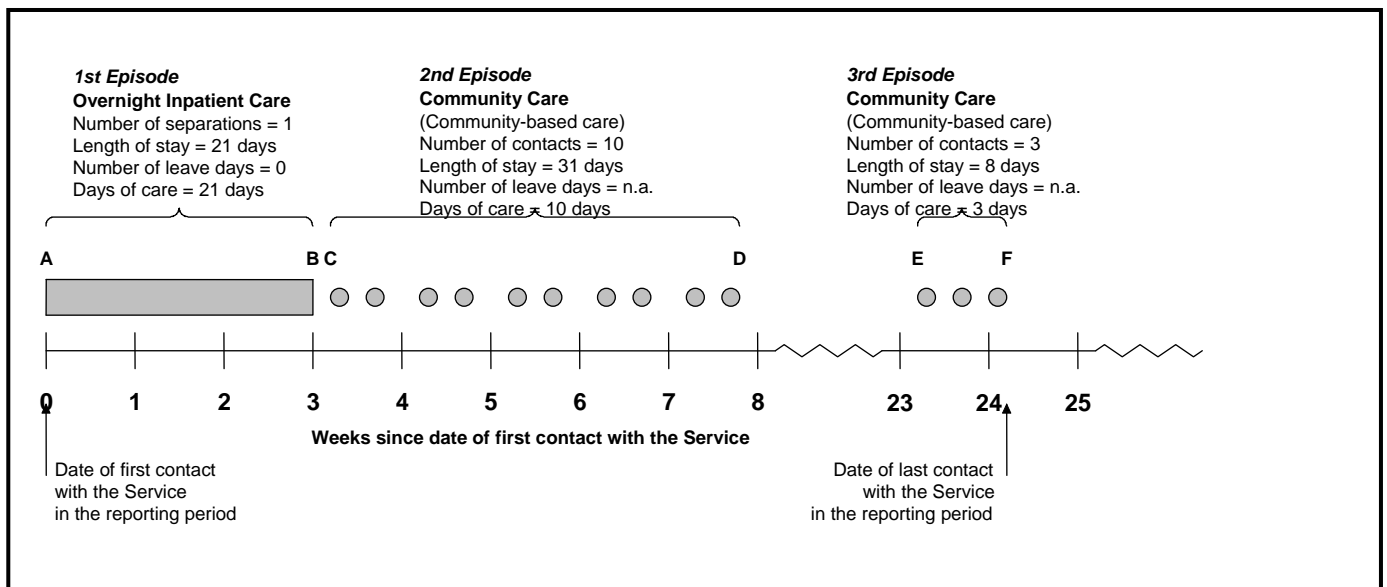 1st Episode
Overnight Inpatient Care
Number of separations = 1
Length of stay = 21 days
Number of leave days = 0
Days of care = 21 days
2nd Episode
Community Care
(Community-based care)
Number of contacts = 10
Length of stay = 31 days
Number of leave days = n.a.
Days of care = 10 days
3rd Episode
Community Care
(Community-based care)
Number of contacts = 3
Length of stay = 8 days
Number of leave days = n.a.
Days of care = 3 days
A B C D E F
0 1 2 3 4 5 6 7 8 23 24 25
Weeks since date of first contact with the Service
Date of first contact
with the Service
in the reporting period
Date of last contact
with the Service
in the reporting period